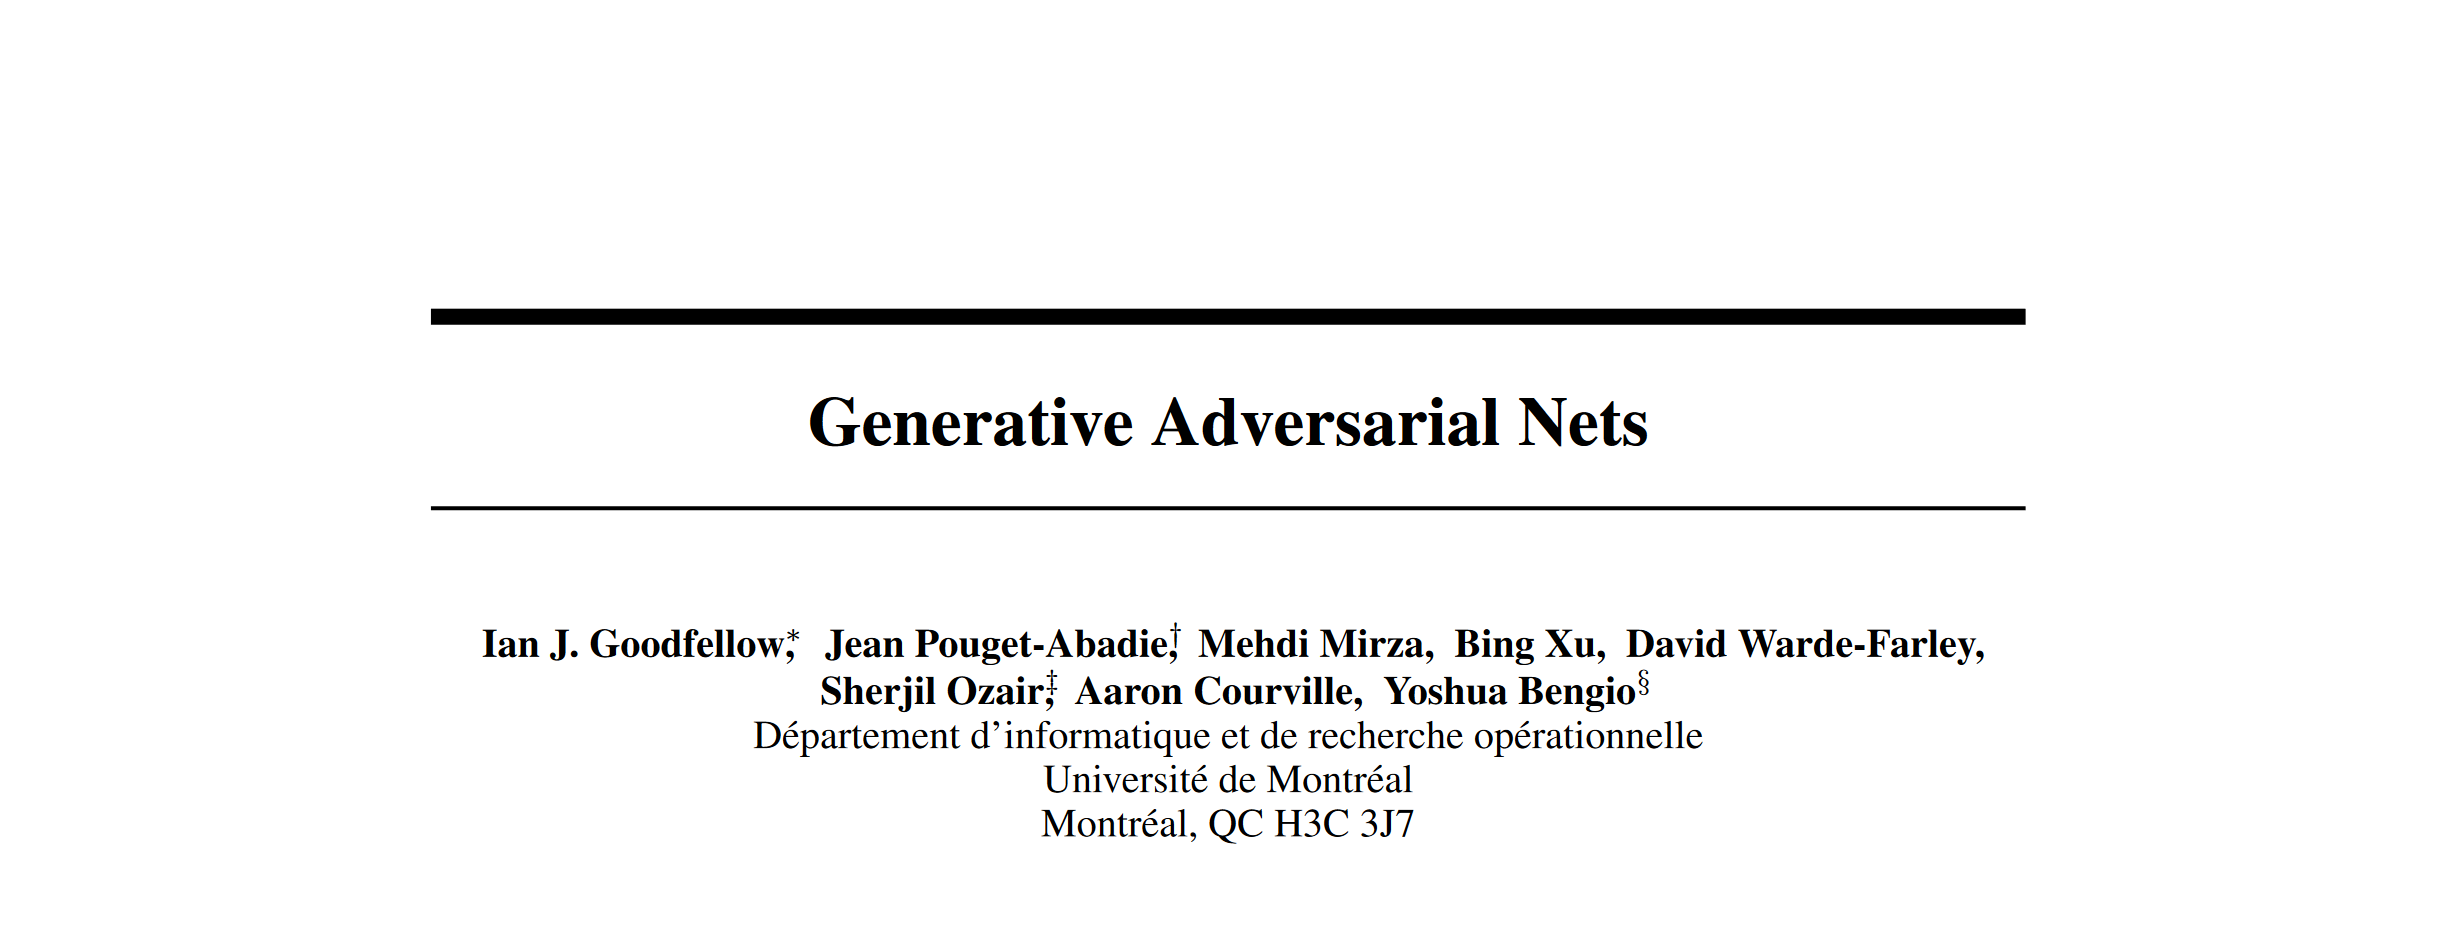 Generative Adversarial Nets
Ian J. Goodfellow,* Jean Pouget-Abadie,† Mehdi Mirza, Bing Xu, David Warde-Farley,
Sherjil Ozair,‡ Aaron Courville, Yoshua Bengio§
Département d’informatique et de recherche opérationnelle
Université de Montréal
Montréal, QC H3C 3J7